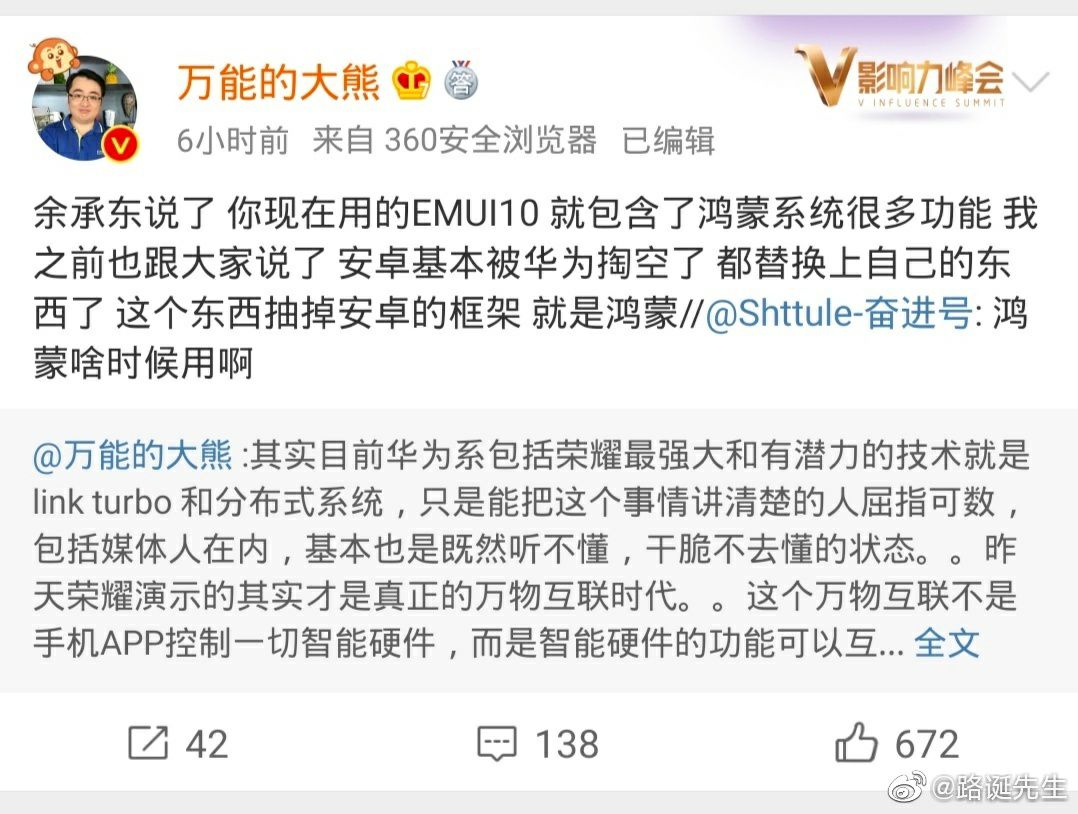 万能的大熊 答
V影响力峰会
V INFLUENCE SUMMIT
6小时前 来自 360安全浏览器 已编辑
余承东说了 你现在用的EMUI10 就包含了鸿蒙系统很多功能 我
之前也跟大家说了 安卓基本被华为掏空了 都替换上自己的东
西了 这个东西抽掉安卓的框架 就是鸿蒙//@Shttule-奋进号: 鸿
蒙啥时候用啊
@万能的大熊 :其实目前华为系包括荣耀最强大和有潜力的技术就是
link turbo 和分布式系统，只是能把这个事情讲清楚的人屈指可数，
包括媒体人在内，基本也是既然听不懂，干脆不去懂的状态。。昨
天荣耀演示的其实才是真正的万物互联时代。。这个万物互联不是
手机APP控制一切智能硬件，而是智能硬件的功能可以互... 全文
42 138 672
@路诞先生